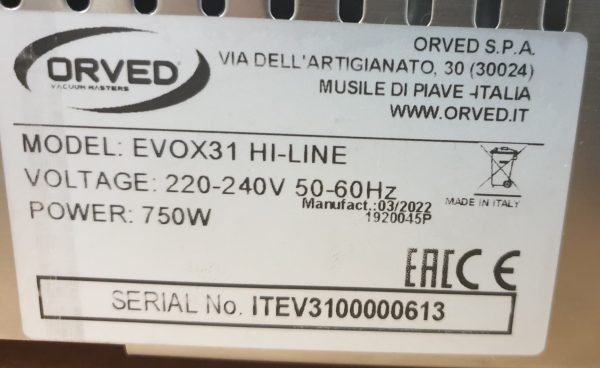 ORVED
VACUUM MASTERS
ORVED S.P.A.
VIA DELL'ARTIGIANATO, 30 (30024)
MUSILE DI PIAVE -ITALIA
WWW.ORVED.IT
MODEL: EVOX31 HI-LINE
VOLTAGE: 220-240V 50-60Hz
POWER: 750W
Manufact.:03/2022
1920045P
MADE IN ITALY
EAC CE
SERIAL No. ITEV3100000613